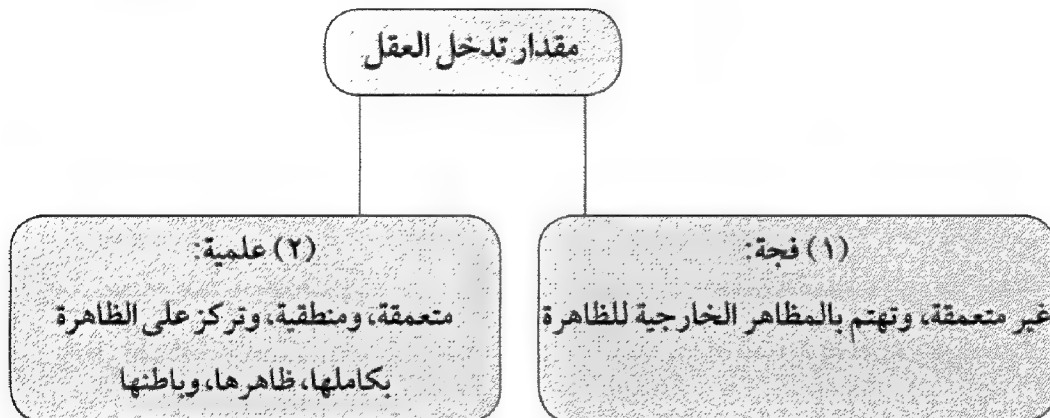 مقدار تدخل العقل
(١) فجة:
غير متعمقة، وتهتم بالمظاهر الخارجية للظاهرة
(٢) علمية:
متعمقة، ومنطقية، وتركز على الظاهرة
بكاملها، ظاهرها، وباطنها